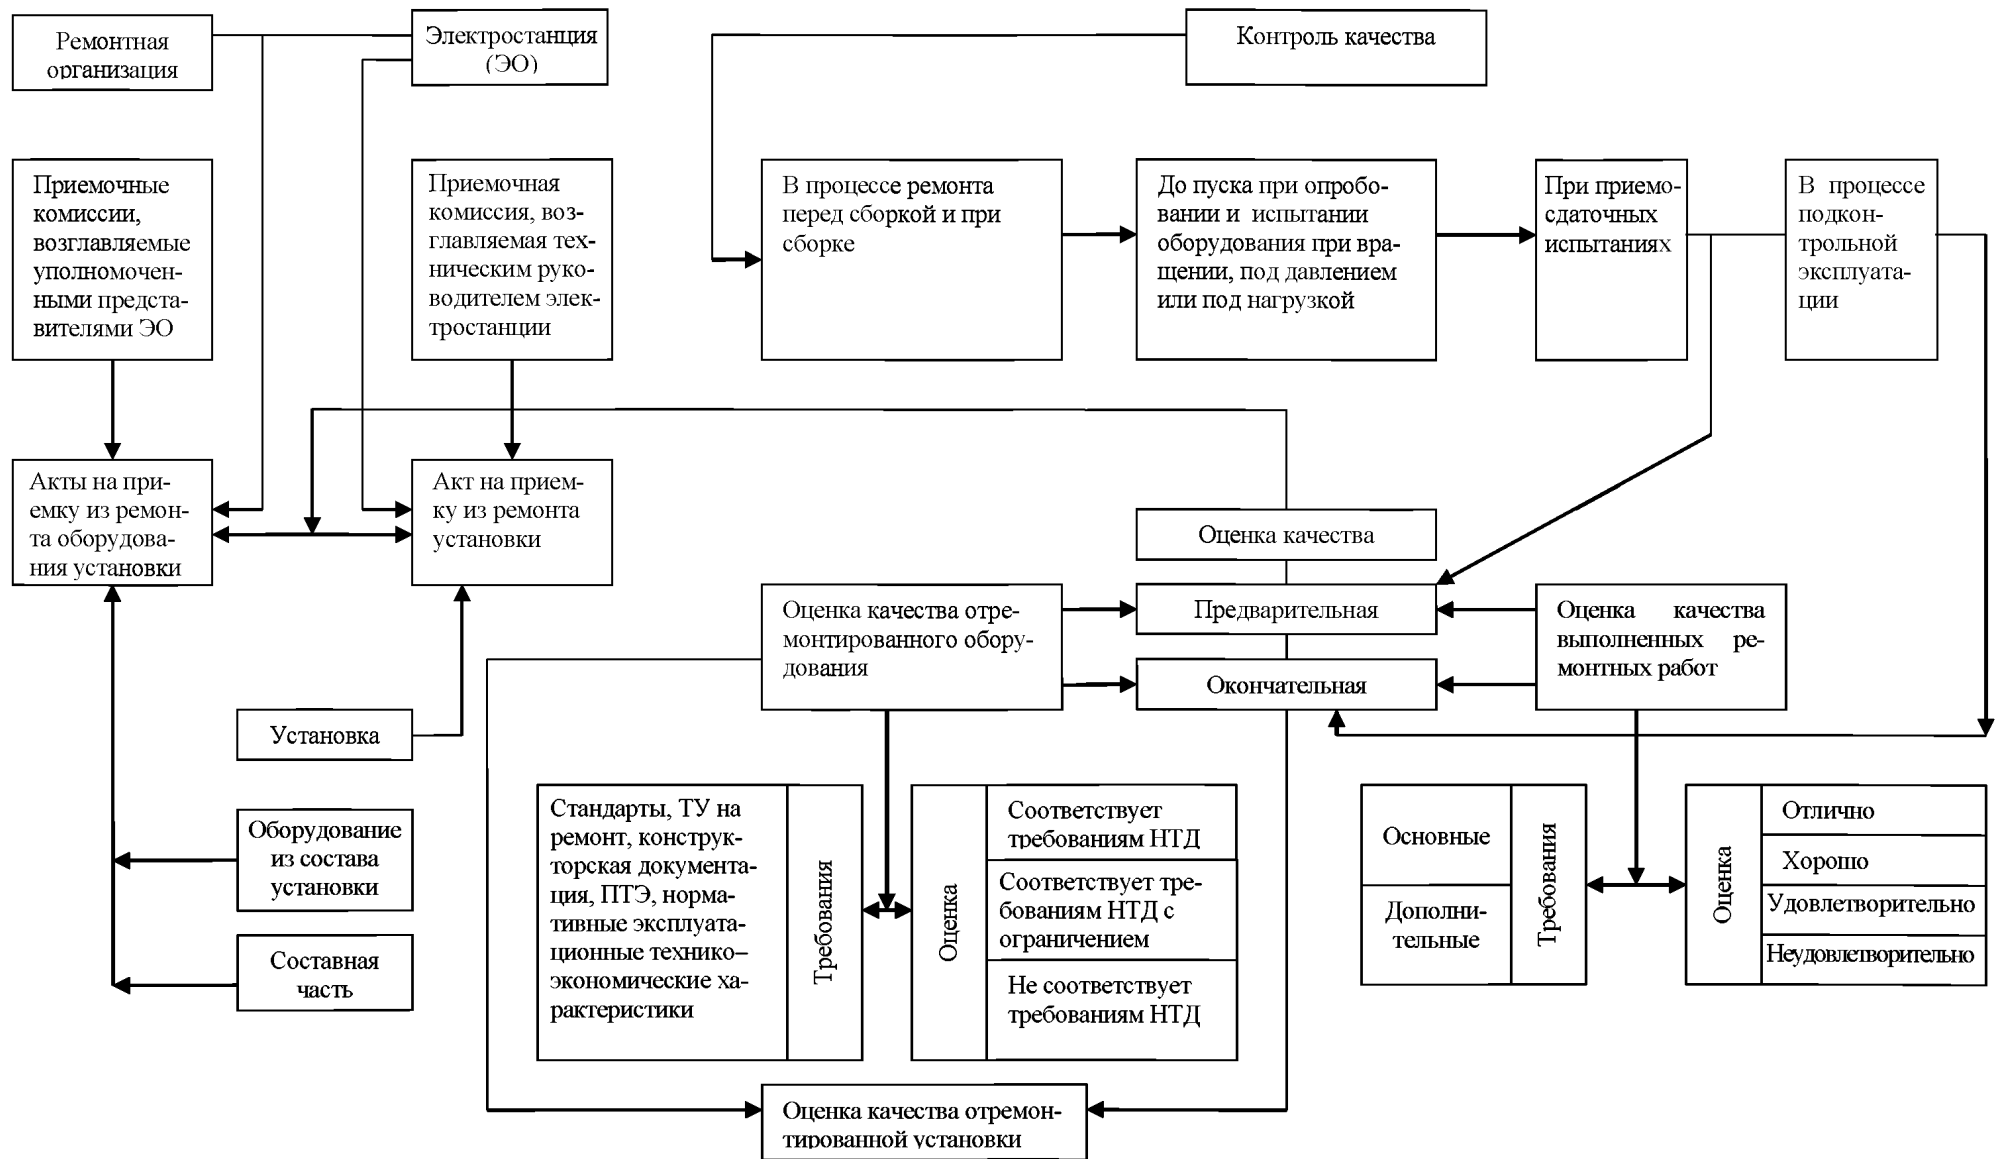 Ремонтная
организация
Электростанция
(ЭО)
Контроль качества
Приемочные
комиссии,
возглавляемые
уполномочен-
ными предста-
вителями ЭО
Приемочная
комиссия, воз-
главляемая тех-
ническим руко-
водителем элек-
тростанции
В процессе ремонта
перед сборкой и при
сборке
До пуска при опробо-
вании и испытании
оборудования при вра-
щении, под давлением
или под нагрузкой
При приемо-
сдаточных
испытаниях
В процессе
подкон-
трольной
эксплуата-
ции
Акты на при-
емку из ремон-
та оборудова-
ния установки
Акт на прием-
ку из ремонта
установки
Оценка качества
Оценка качества отре-
монтированного обору-
дования
Предварительная
Окончательная
Оценка качества
выполненных ре-
монтных работ
Установка
Оборудование
из состава
установки
Составная
часть
Стандарты, ТУ на
ремонт, конструк-
торская документа-
ция, ПТЭ, норма-
тивные эксплуата-
ционные технико–
экономические ха-
рактеристики
Требования
Оценка
Соответствует
требованиям НТД
Соответствует тре-
бованиям НТД с
ограничением
Не соответствует
требованиям НТД
Основные
Дополни-
тельные
Требования
Оценка
Отлично
Хорошо
Удовлетворительно
Неудовлетворительно
Оценка качества отремон-
тированной установки